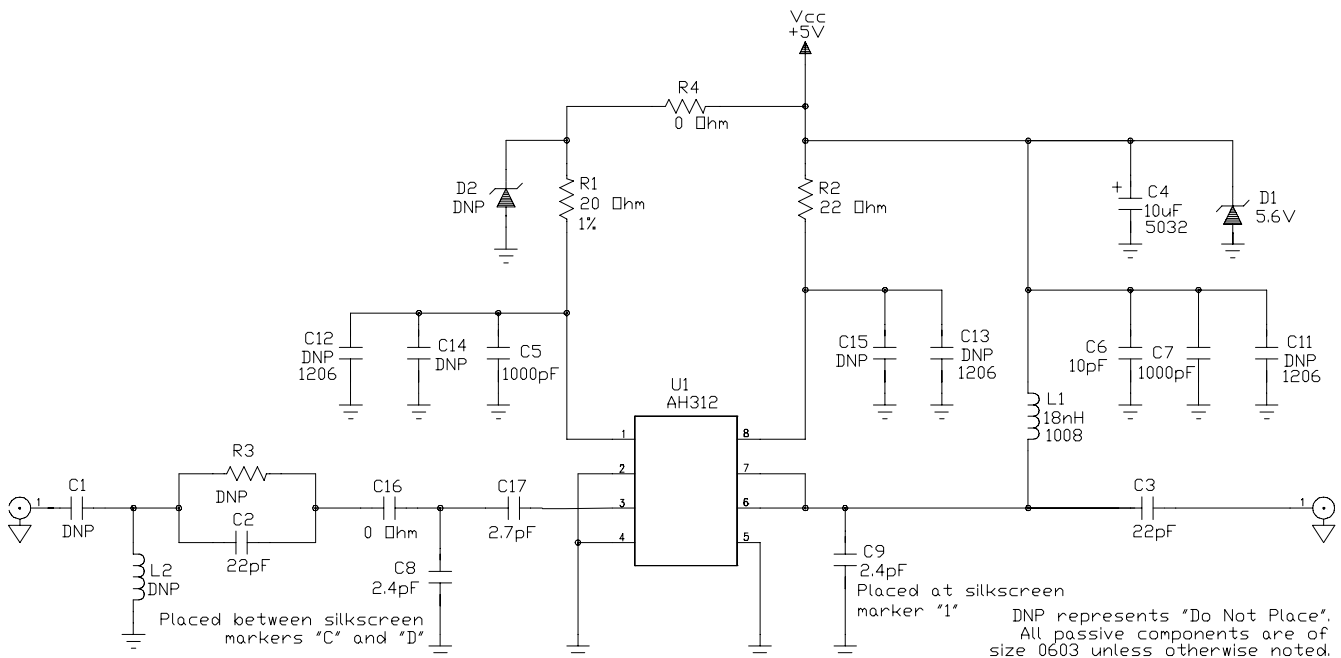 Vcc
+5V
R4
0 Ohm
D2
DNP
R1
20 Ohm
1%
R2
22 Ohm
+
C4
10uF
5032
D1
5.6V
C12
DNP
1206
C14
DNP
C5
1000pF
C15
DNP
C13
DNP
1206
C6
10pF
C7
1000pF
C11
DNP
1206
U1
AH312
L1
18nH
1008
1
2
3
4
8
7
6
5
1
C1
DNP
R3
DNP
C2
22pF
C16
0 Ohm
C17
2.7pF
C3
22pF
1
L2
DNP
C8
2.4pF
C9
2.4pF
Placed between silkscreen
markers "C" and "D"
Placed at silkscreen
marker "1"
DNP represents "Do Not Place".
All passive components are of
size 0603 unless otherwise noted.